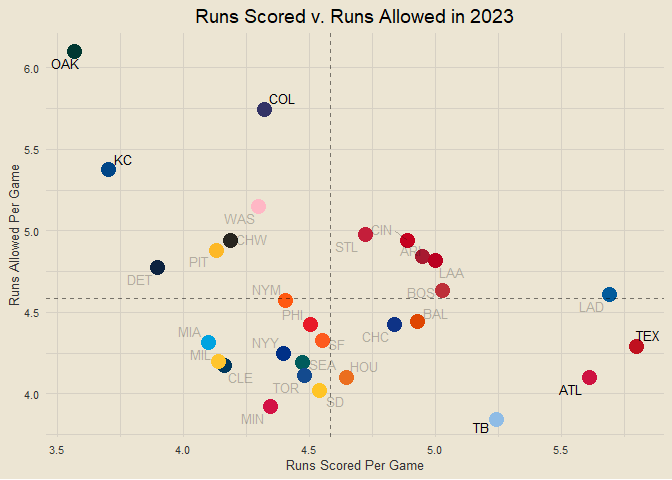 Runs Scored v. Runs Allowed in 2023
OAK
6.0
COL
5.5
KC
WAS
5.0
CHW
CIN
STL
ARI
PIT
LAA
DET
BOS
NYM
LAD
4.5
PHI
BAL
MIA
CHC
TEX
NYY
SF
MIL
SEA
HOU
CLE
TOR
4.0
ATL
SD
MIN
TB
3.5
4.0
4.5
5.0
5.5
Runs Scored Per Game
Runs Allowed Per Game